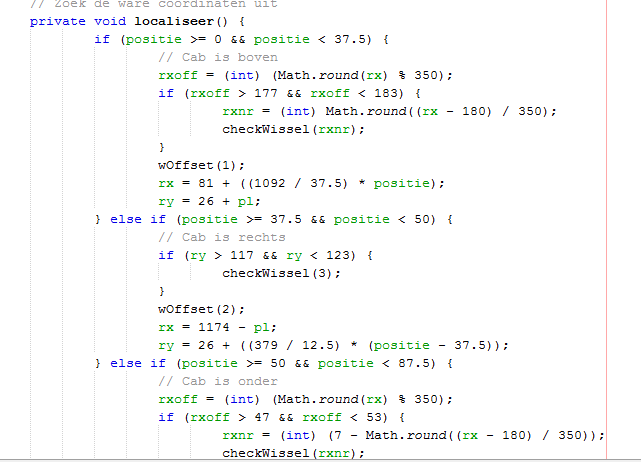 // Zoek de ware coordinaten uit
private void localiseer() {
if (positie >= 0 && positie < 37.5) {
// Cab is boven
rxoff = (int) (Math.round(rx) % 350);
if (rxoff > 177 && rxoff < 183) {
rxnr = (int) Math.round((rx - 180) / 350);
checkWissel(rxnr);
}
wOffset(1);
rx = 81 + ((1092 / 37.5) * positie);
ry = 26 + pl;
} else if (positie >= 37.5 && positie < 50) {
// Cab is rechts
if (ry > 117 && ry < 123) {
checkWissel(3);
}
wOffset(2);
rx = 1174 - pl;
ry = 26 + ((379 / 12.5) * (positie - 37.5));
} else if (positie >= 50 && positie < 87.5) {
// Cab is onder
rxoff = (int) (Math.round(rx) % 350);
if (rxoff > 47 && rxoff < 53) {
rxnr = (int) (7 - Math.round((rx - 180) / 350));
checkWissel(rxnr);